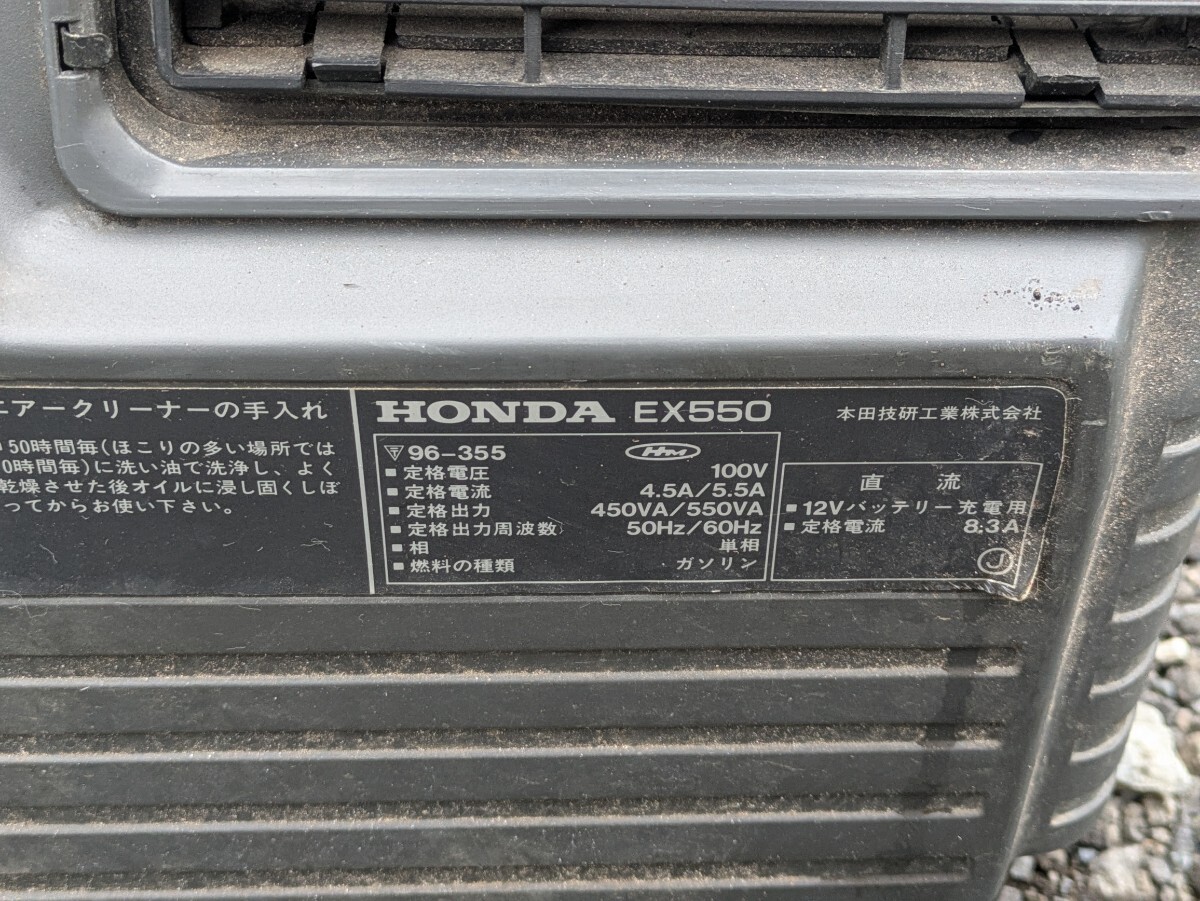 エアークリーナーの手入れ
50時間毎(ほこりの多い場所では
0時間毎)に洗い油で洗浄し、よく
乾燥させた後オイルに浸し固くしぼ
ってからお使い下さい。
HONDA EX550 本田技研工業株式会社
96-355 HM
■ 定格電圧 100V
■ 定格電流 4.5A/5.5A
■ 定格出力 450VA/550VA
■ 定格出力周波数 50Hz/60Hz
■ 相 単相
■ 燃料の種類 ガソリン
直流
■ 12Vバッテリー充電用
■ 定格電流 8.3A
J